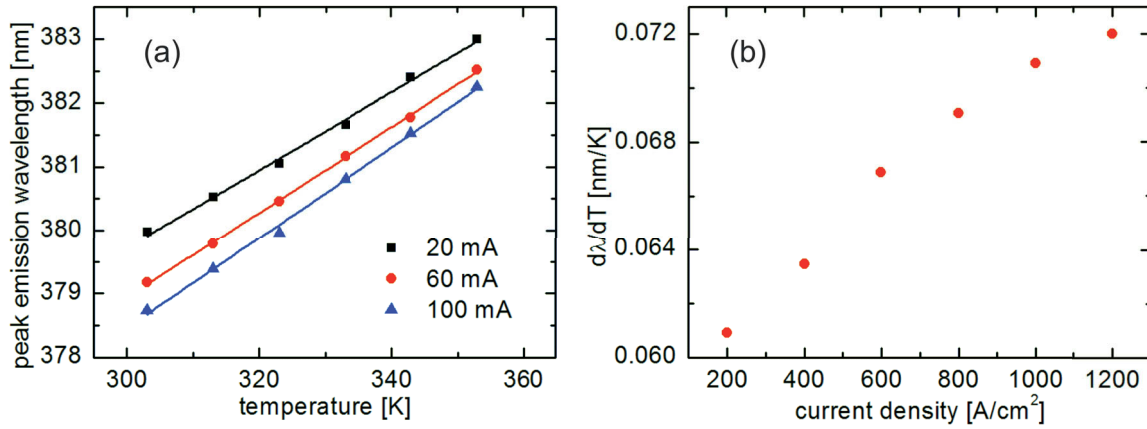 (a)
peak emission wavelength [nm]
383
382
381
380
379
378
20 mA
60 mA
100 mA
300
320
340
360
temperature [K]
(b)
dλ/dT [nm/K]
0.072
0.068
0.064
0.060
200 400 600 800 1000 1200
current density [A/cm²]